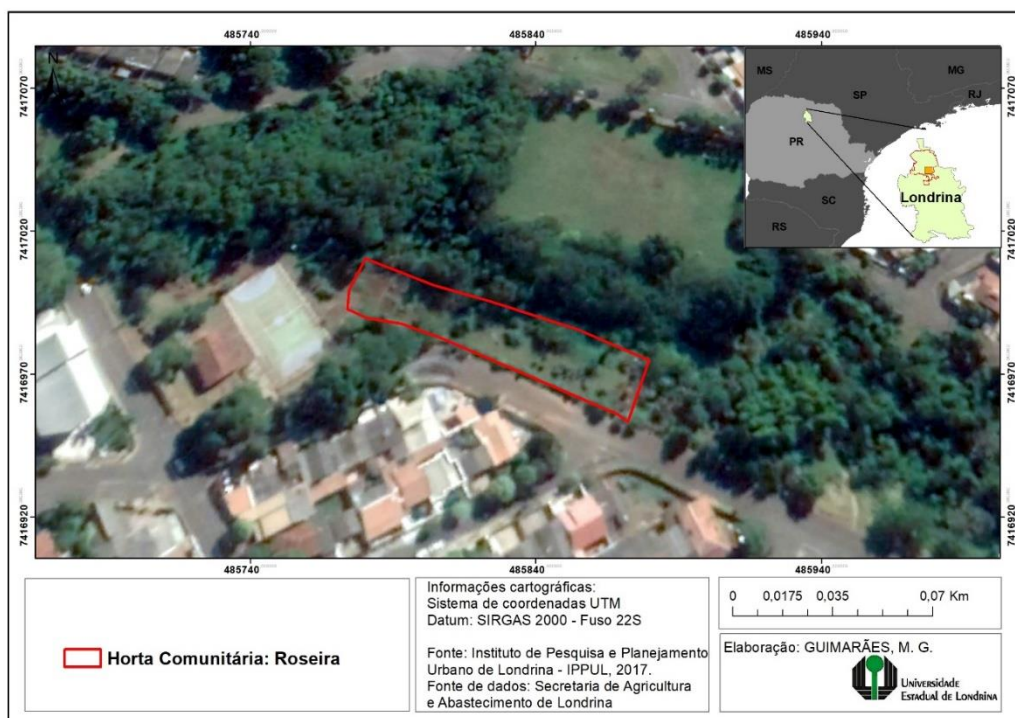 485740 485840 485940
N
7417070
7417020
7416970
7416920
7417070
7417020
7416970
7416920
MS
MG
SP
RJ
PR
SC
RS
Londrina
485740 485840 485940
Horta Comunitária: Roseira
Informações cartográficas:
Sistema de coordenadas UTM
Datum: SIRGAS 2000 - Fuso 22S
Fonte: Instituto de Pesquisa e Planejamento
Urbano de Londrina - IPPUL, 2017.
Fonte de dados: Secretaria de Agricultura
e Abastecimento de Londrina
0 0,0175 0,035 0,07 Km
Elaboração: GUIMARÃES, M. G.
Universidade
Estadual de Londrina